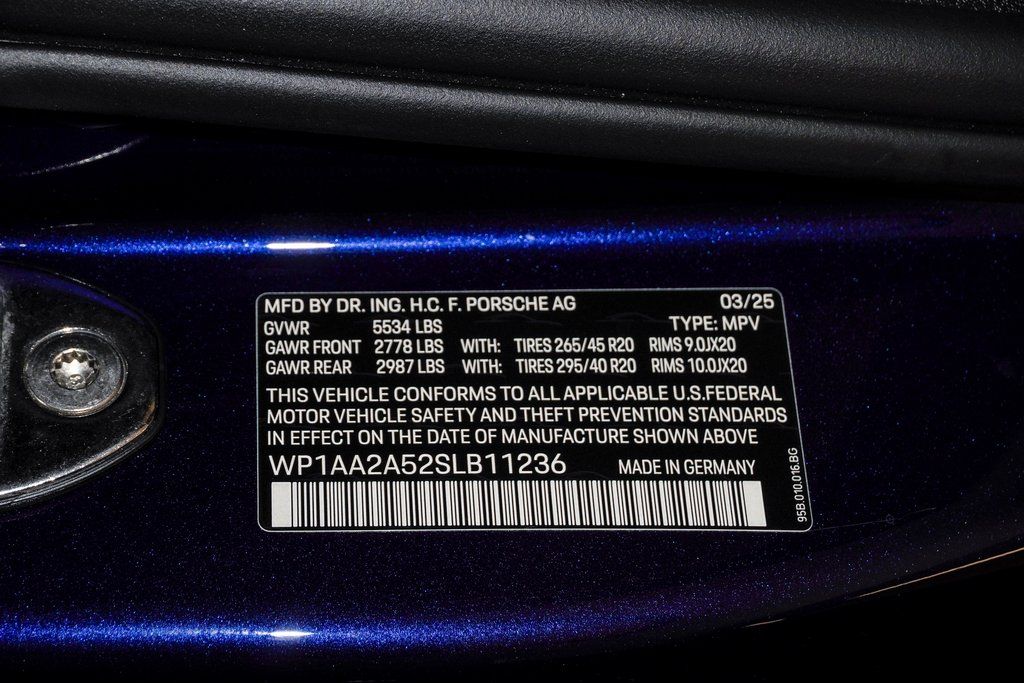 MFD BY DR. ING. H.C. F. PORSCHE AG 03/25
GVWR 5534 LBS TYPE: MPV
GAWR FRONT 2778 LBS WITH: TIRES 265/45 R20 RIMS 9.0JX20
GAWR REAR 2987 LBS WITH: TIRES 295/40 R20 RIMS 10.0JX20
THIS VEHICLE CONFORMS TO ALL APPLICABLE U.S.FEDERAL
MOTOR VEHICLE SAFETY AND THEFT PREVENTION STANDARDS
IN EFFECT ON THE DATE OF MANUFACTURE SHOWN ABOVE
WP1AA2A52SLB11236 MADE IN GERMANY
95B.010.016.BG